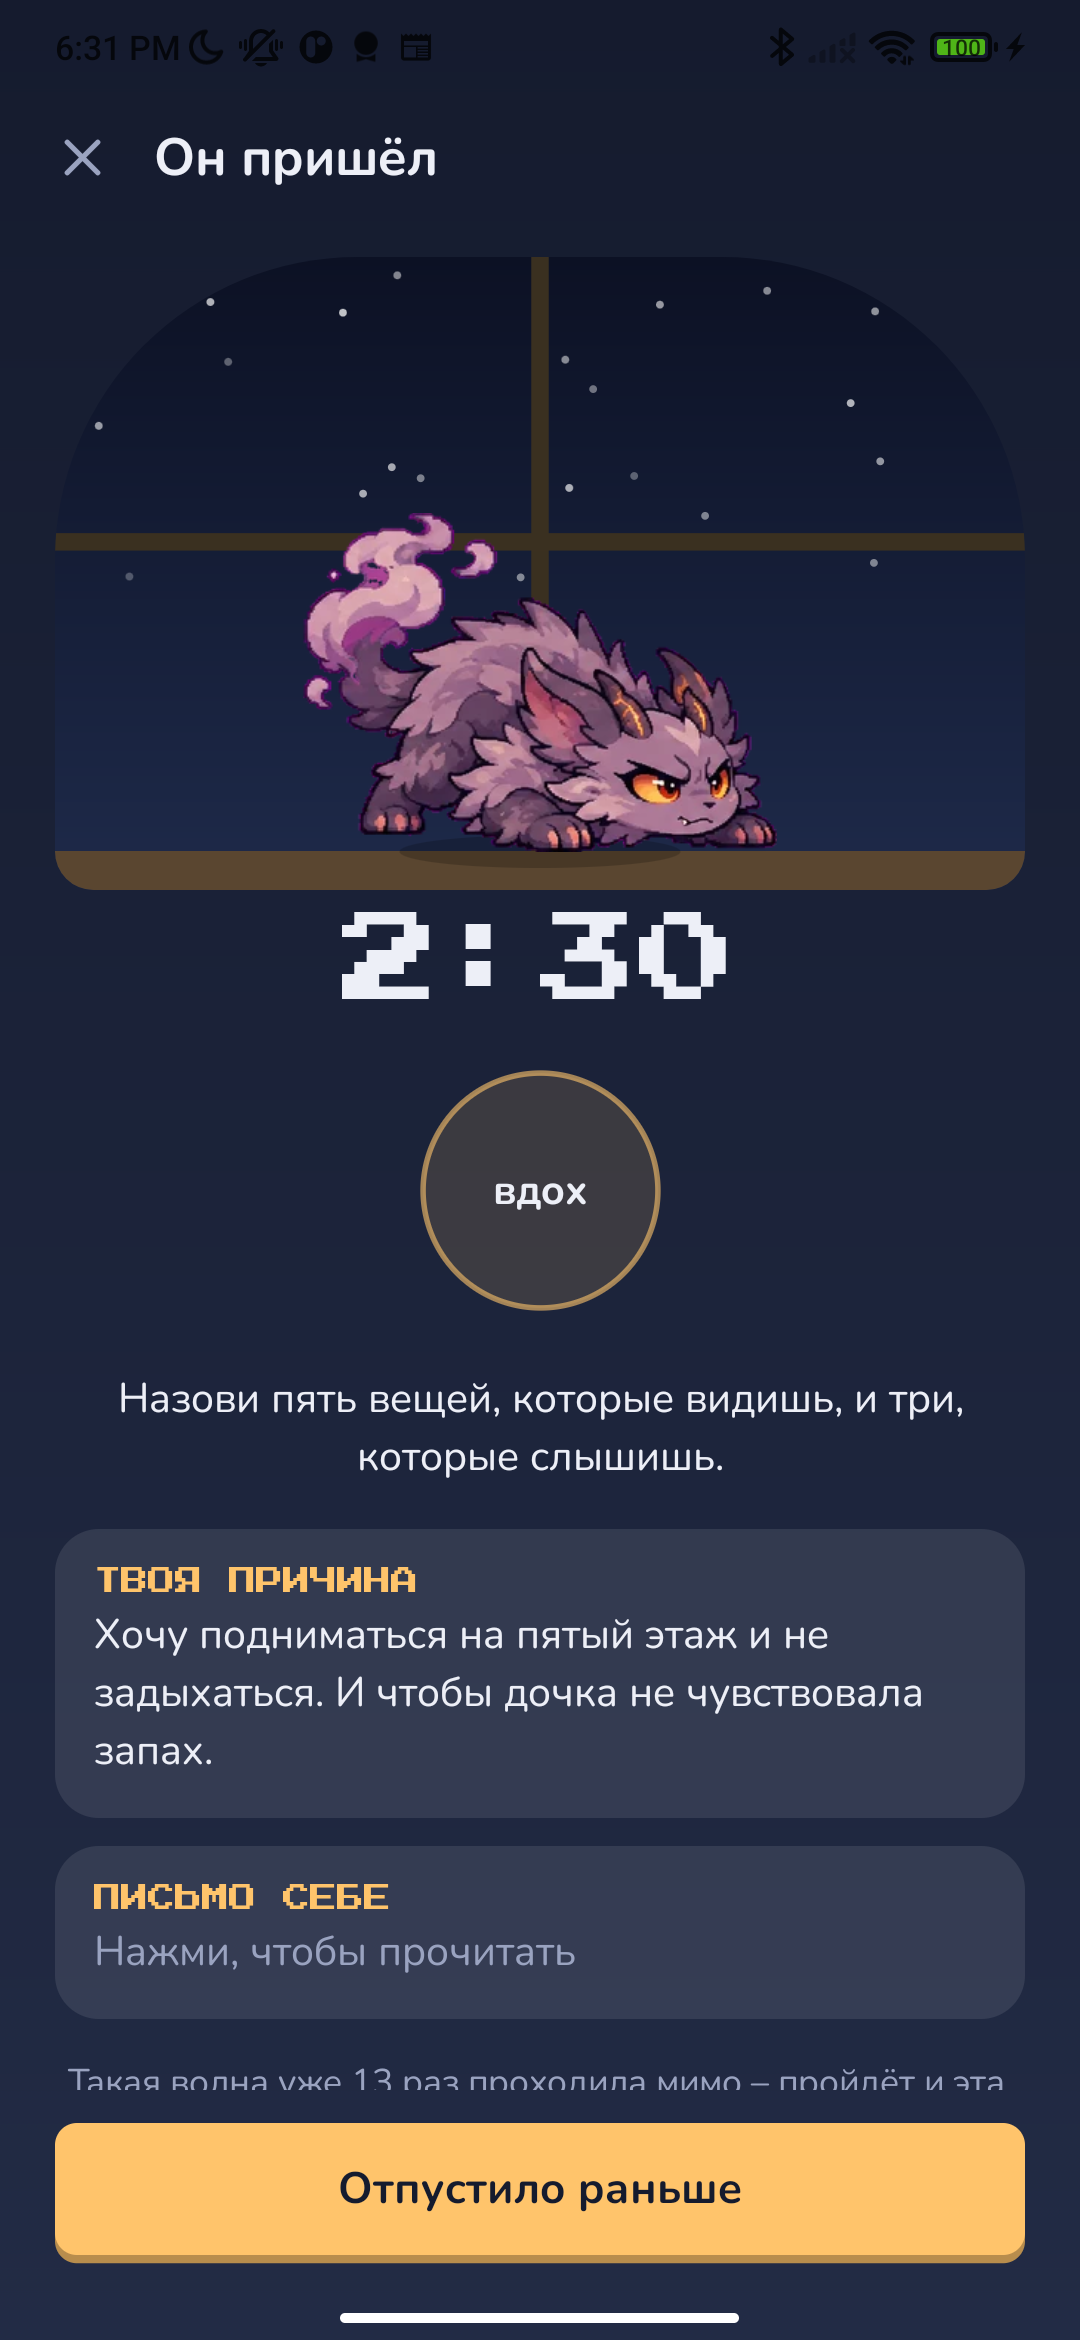 6:31 PM
100
Он пришёл
2:30
вдох
Назови пять вещей, которые видишь, и три,
которые слышишь.
ТВОЯ ПРИЧИНА
Хочу подниматься на пятый этаж и не
задыхаться. И чтобы дочка не чувствовала
запах.
ПИСЬМО СЕБЕ
Нажми, чтобы прочитать
Такая волна уже 13 раз проходила мимо – пройдёт и эта
Отпустило раньше